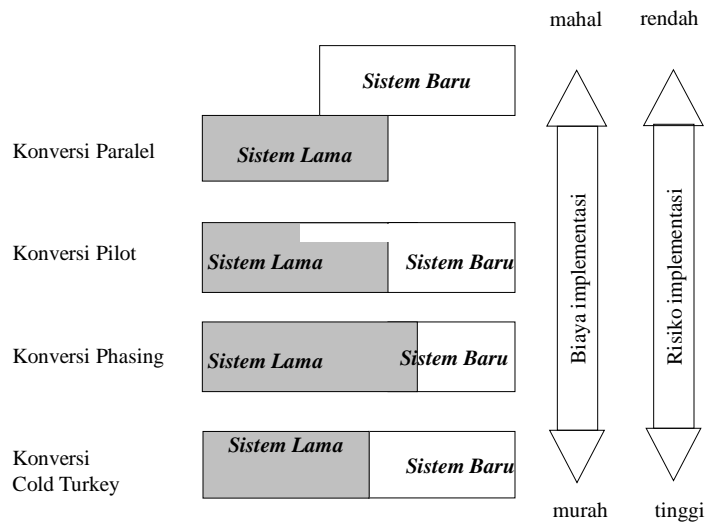 mahal rendah
Sistem Baru
Konversi Paralel
Sistem Lama
Konversi Pilot
Sistem Lama
Sistem Baru
Konversi Phasing
Sistem Lama
Sistem Baru
Konversi
Cold Turkey
Sistem Lama
Sistem Baru
Biaya implementasi
Risiko implementasi
murah tinggi